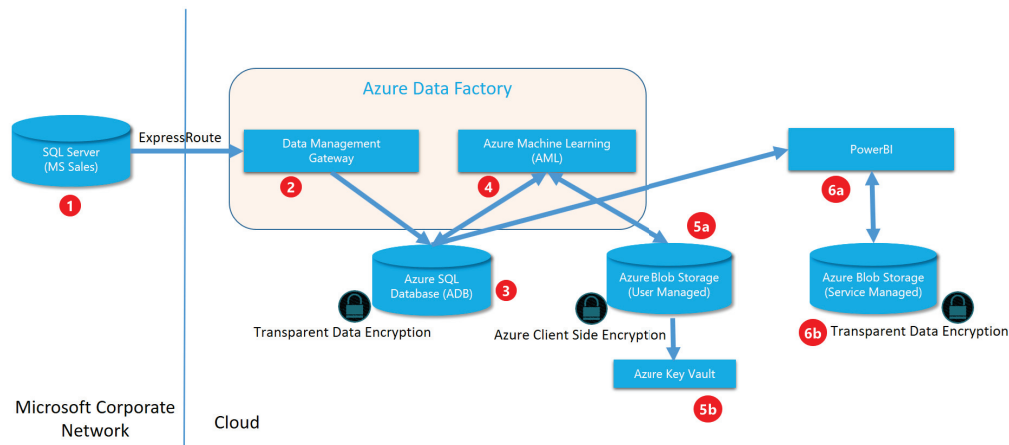 Azure Data Factory
ExpressRoute
SQL Server
(MS Sales)
1
Data Management
Gateway
2
Azure Machine Learning
(AML)
4
PowerBI
6a
5a
Azure SQL
Database (ADB)
3
Transparent Data Encryption
Azure Blob Storage
(User Managed)
Azure Client Side Encryption
Azure Blob Storage
(Service Managed)
6b
Transparent Data Encryption
Azure Key Vault
5b
Microsoft Corporate
Network
Cloud